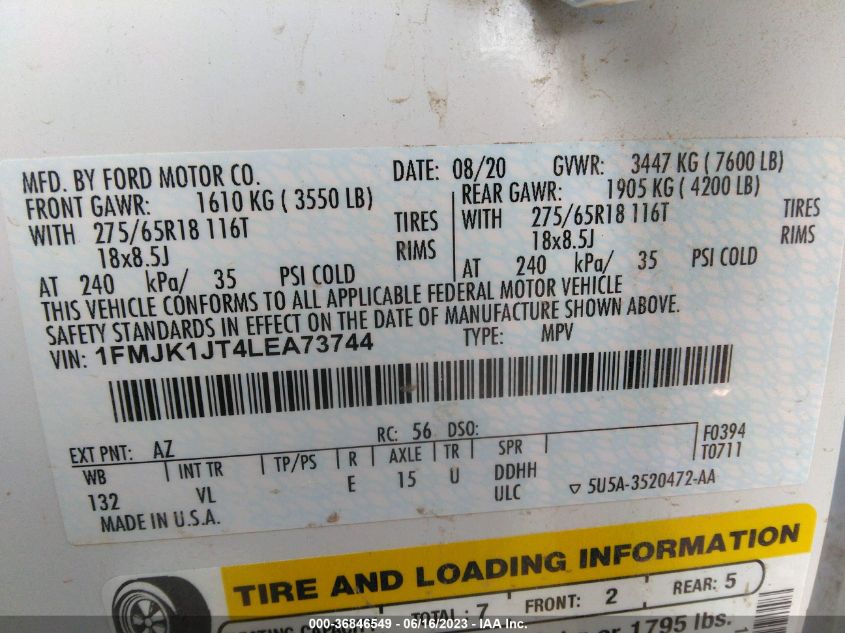 MFD. BY FORD MOTOR CO. DATE: 08/20 GVWR: 3447 KG ( 7600 LB)
FRONT GAWR: 1610 KG ( 3550 LB) REAR GAWR: 1905 KG ( 4200 LB)
WITH 275/65R18 116T TIRES WITH 275/65R18 116T TIRES
18x8.5J RIMS 18x8.5J RIMS
AT 240 kPa/ 35 PSI COLD AT 240 kPa/ 35 PSI COLD
THIS VEHICLE CONFORMS TO ALL APPLICABLE FEDERAL MOTOR VEHICLE
SAFETY STANDARDS IN EFFECT ON THE DATE OF MANUFACTURE SHOWN ABOVE.
VIN: 1FMJK1JT4LEA73744 TYPE: MPV
EXT PNT: AZ RC: 56 DSO: F0394
T0711
WB INT TR TP/PS R AXLE TR SPR
132 VL E 15 U DDHH
ULC ▽ 5U5A-3520472-AA
MADE IN U.S.A.
TIRE AND LOADING INFORMATION
TOTAL: 7 FRONT: 2 REAR: 5
or 1795 lbs.
000-36846549 - 06/16/2023 - IAA Inc.